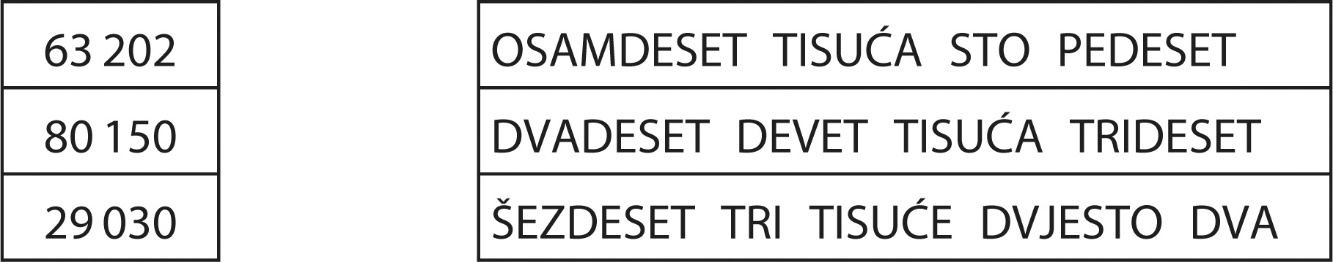 63 202
80 150
29 030
OSAMDESET TISUĆA STO PEDESET
DVADESET DEVET TISUĆA TRIDESET
ŠEZDESET TRI TISUĆE DVJESTO DVA